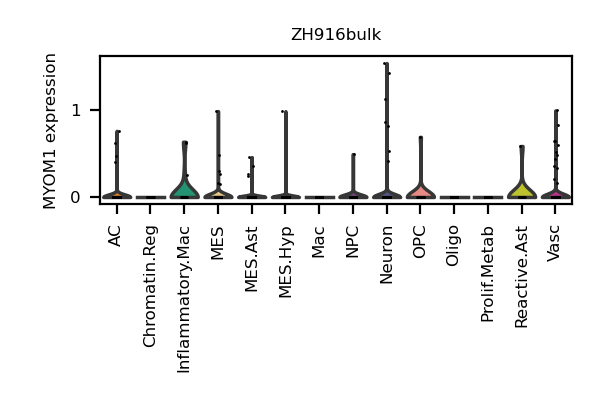 ZH916bulk
MYOM1 expression
1
0
AC
Chromatin.Reg
Inflammatory.Mac
MES
MES.Ast
MES.Hyp
Mac
NPC
Neuron
OPC
Oligo
Prolif.Metab
Reactive.Ast
Vasc